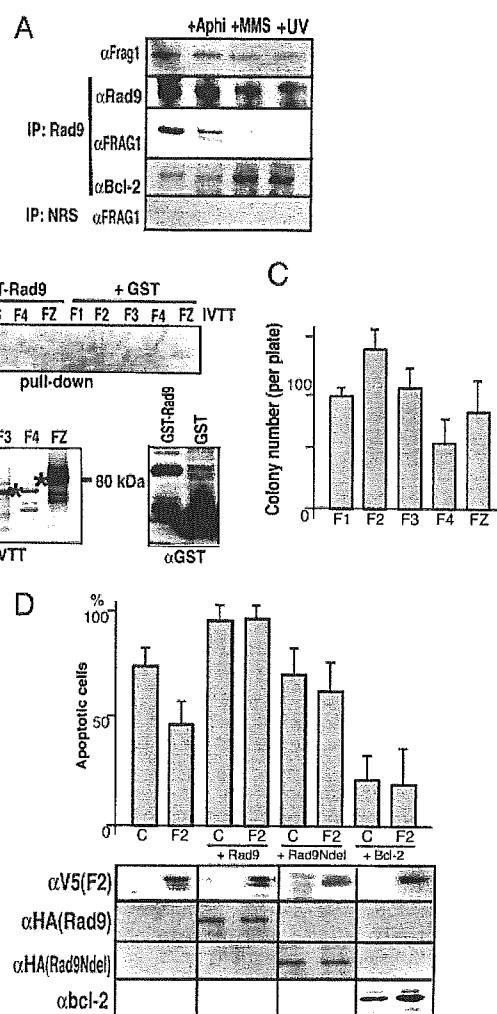 A
+Aphi +MMS +UV
αFrag1
IP: Rad9
αRad9
αFRAG1
αBcl-2
IP: NRS αFRAG1
T-Rad9 + GST
F4 FZ F1 F2 F3 F4 FZ IVTT
pull-down
F3 F4 FZ
80 kDa
VTT
GST-Rad9 GST
αGST
C
Colony number (per plate)
100
0
F1 F2 F3 F4 FZ
D
%
100
50
0
Apoptotic cells
C F2 C F2 C F2 C F2
+ Rad9 + Rad9Ndel + Bcl-2
αV5(F2)
αHA(Rad9)
αHA(Rad9Ndel)
αbcl-2